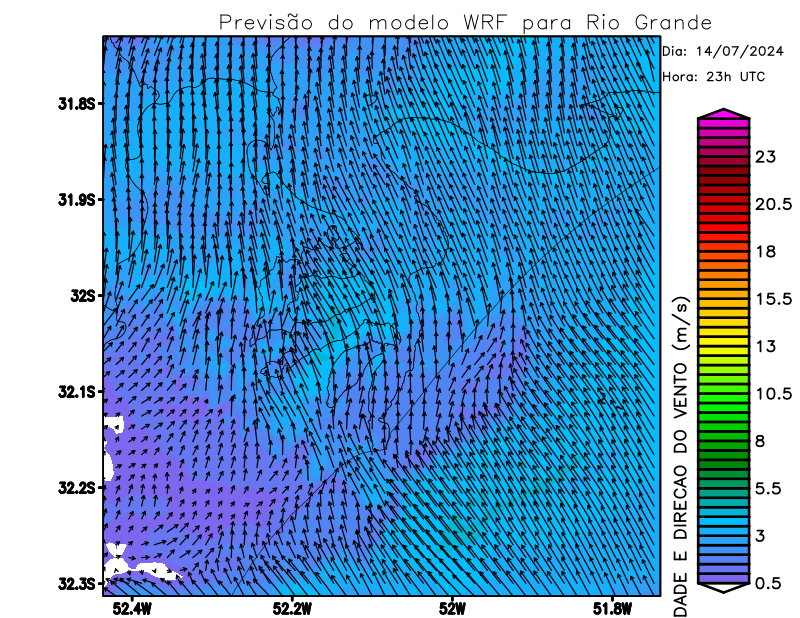 Previsão do modelo WRF para Rio Grande
Dia: 14/07/2024
Hora: 23h UTC
31.8S
31.9S
32S
32.1S
32.2S
32.3S
52.4W
52.2W
52W
51.8W
23
20.5
18
15.5
13
10.5
8
5.5
3
0.5
DADE E DIRECAO DO VENTO (m/s)